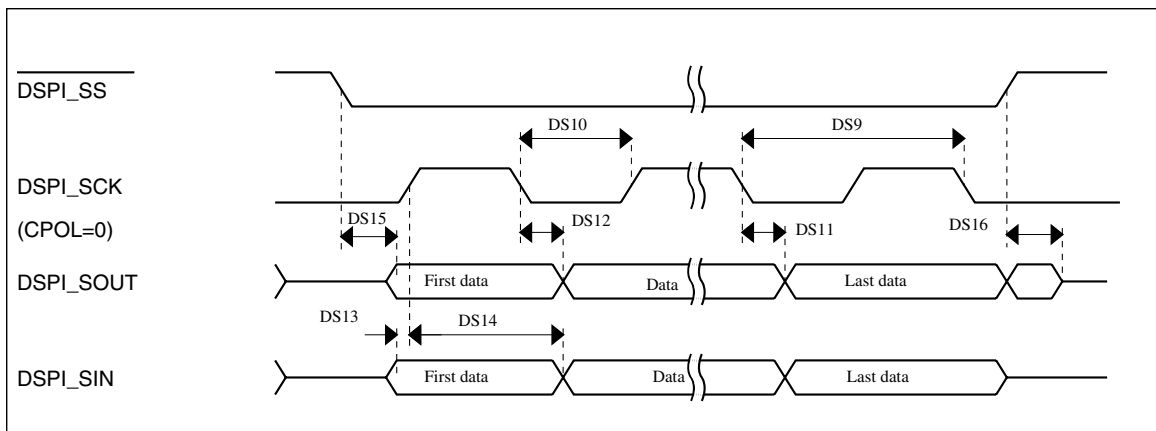 DSPI_SS
DS10
DS9
DSPI_SCK
DS15
DS12
DS11
DS16
(CPOL=0)
DSPI_SOUT
First data
Data
Last data
DS13
DS14
DSPI_SIN
First data
Data
Last data